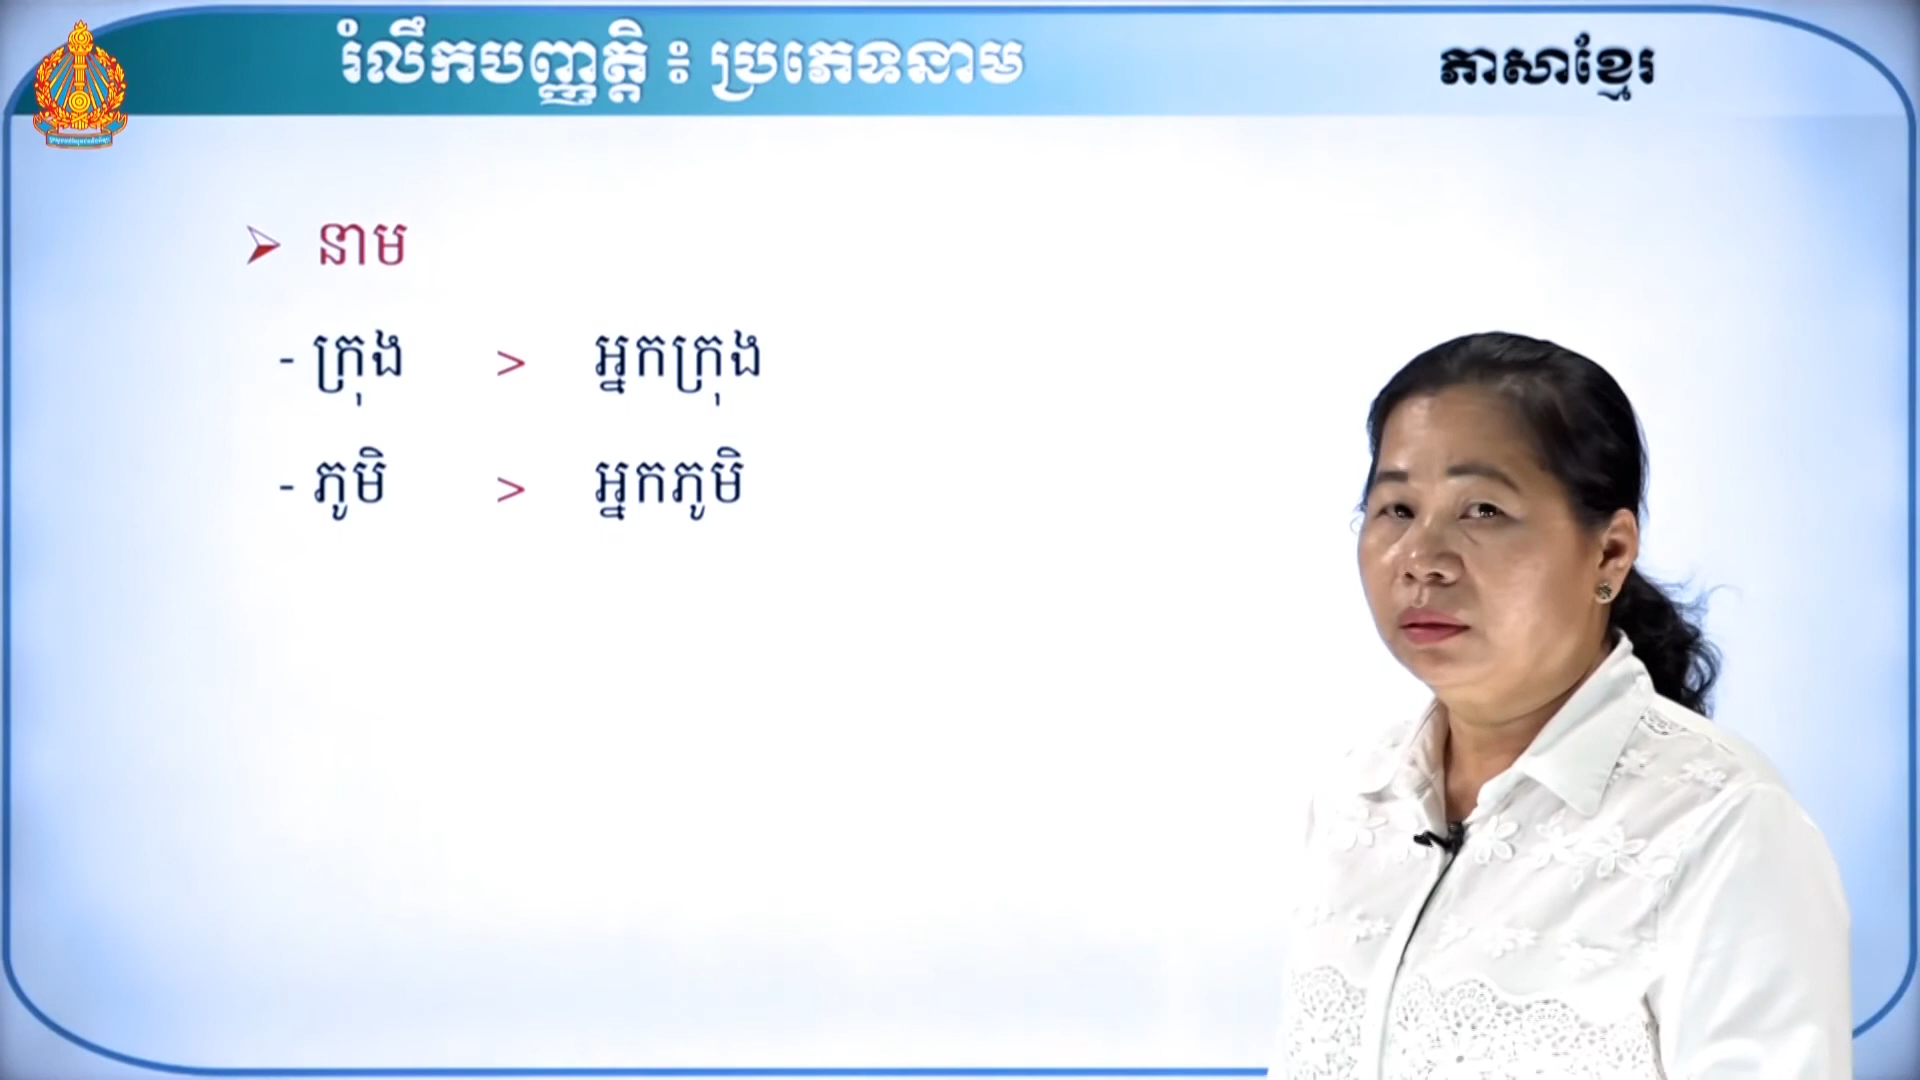 រំលឹកបញ្ញត្តិ ៖ ប្រភេទនាម
ភាសាខ្មែរ
➢ នាម
- ក្រុង > អ្នកក្រុង
- ភូមិ > អ្នកភូមិ